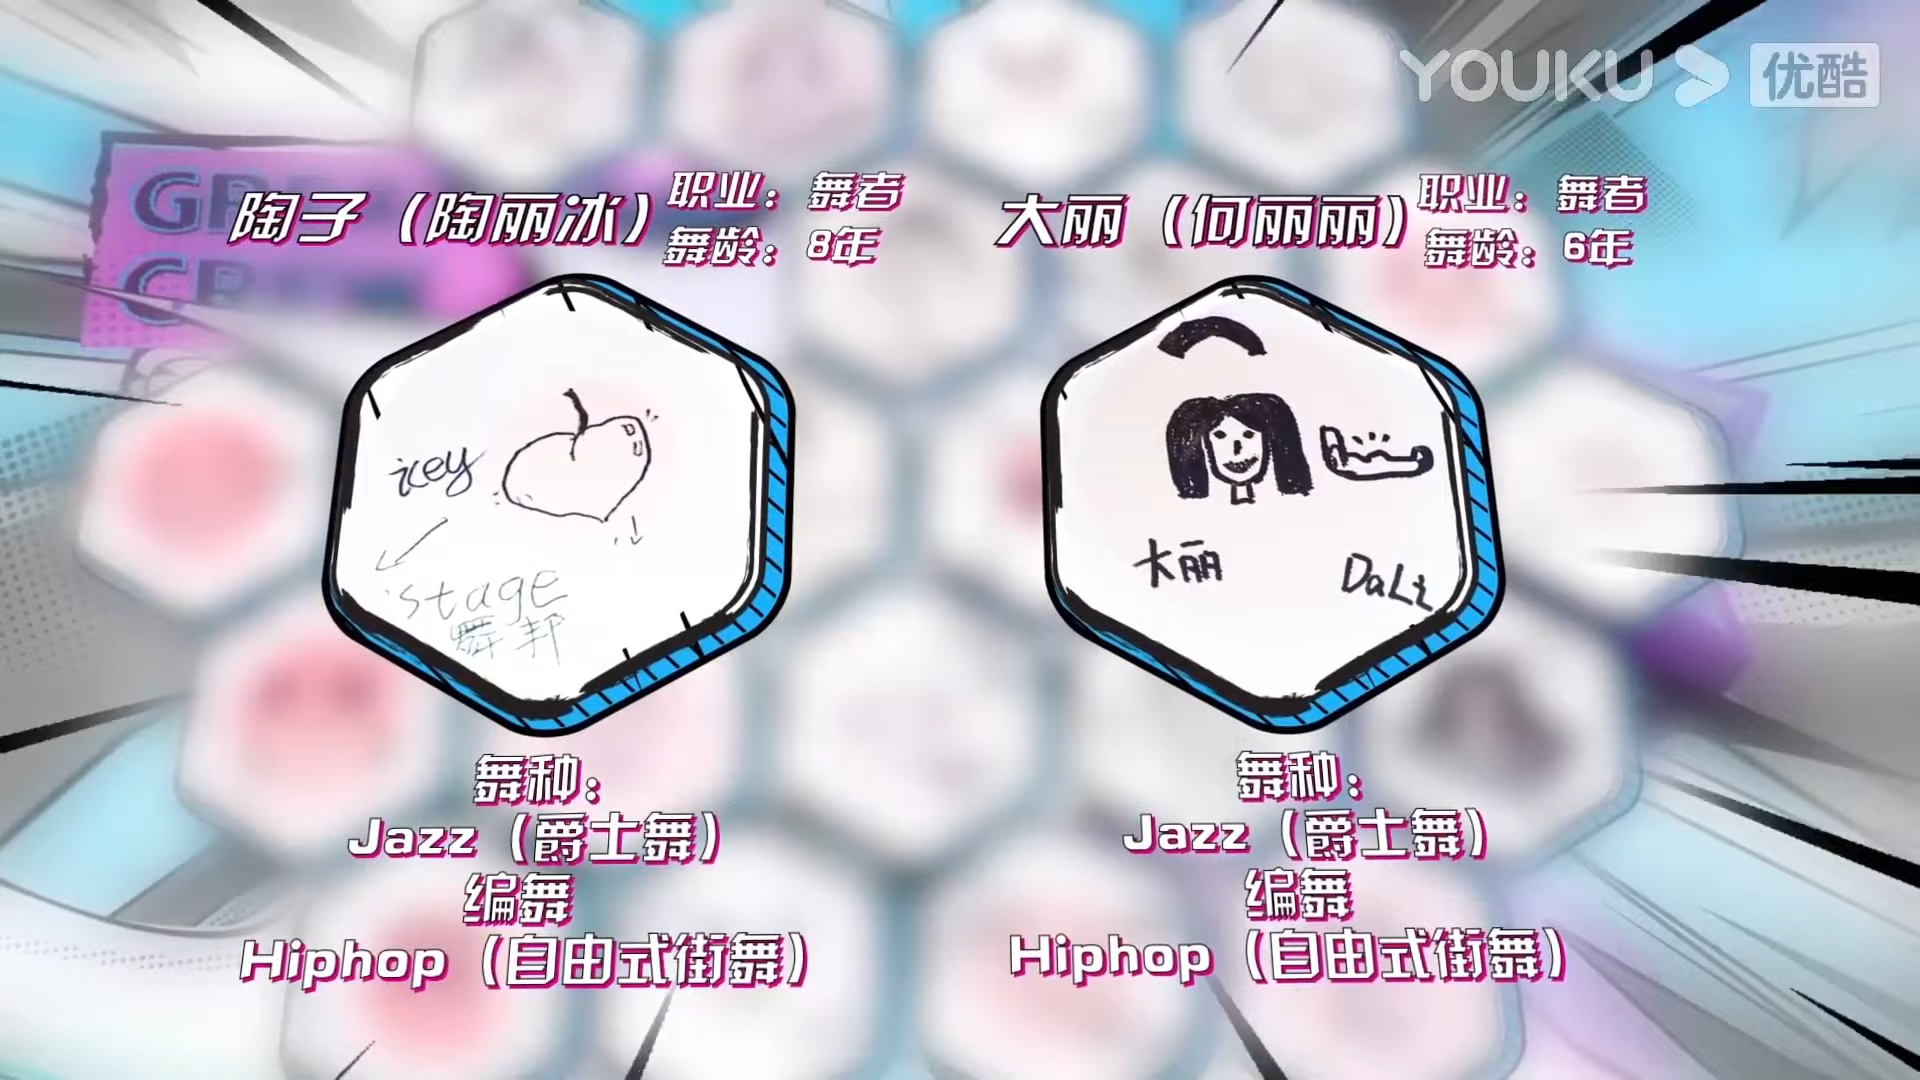 YOUKU 优酷
陶子（陶丽冰）
职业：舞者
舞龄：8年
icey
stage
舞邦
舞种：
Jazz（爵士舞）
编舞
Hiphop（自由式街舞）
大丽（何丽丽）
职业：舞者
舞龄：6年
大丽
DaLi
舞种：
Jazz（爵士舞）
编舞
Hiphop（自由式街舞）